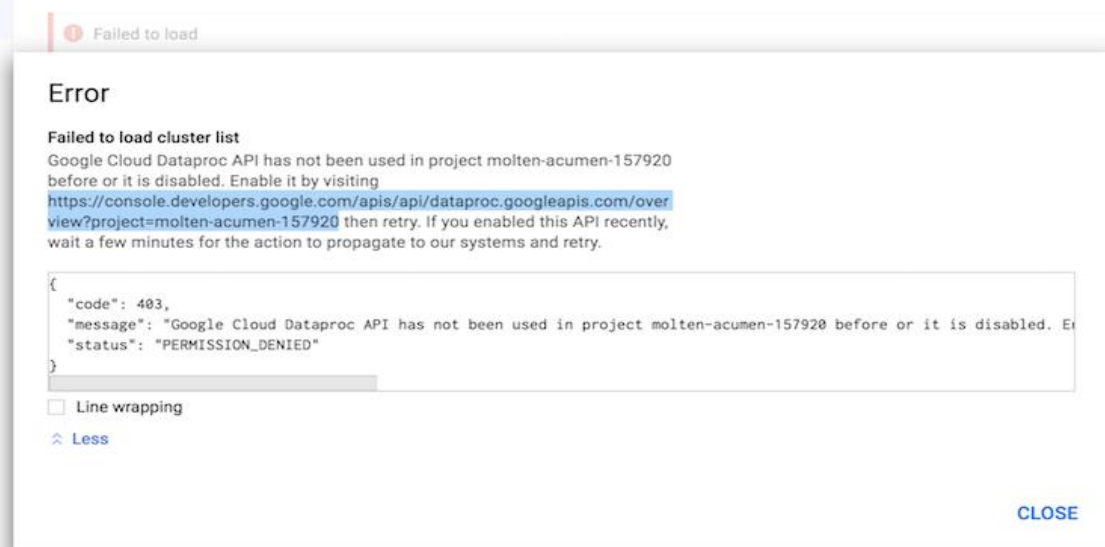 Failed to load
Error
Failed to load cluster list
Google Cloud Dataproc API has not been used in project molten-acumen-157920
before or it is disabled. Enable it by visiting
https://console.developers.google.com/apis/api/dataproc.googleapis.com/over
view?project=molten-acumen-157920 then retry. If you enabled this API recently,
wait a few minutes for the action to propagate to our systems and retry.
{
"code": 403,
"message": "Google Cloud Dataproc API has not been used in project molten-acumen-157920 before or it is disabled.
"status": "PERMISSION_DENIED"
}
Line wrapping
Less
CLOSE